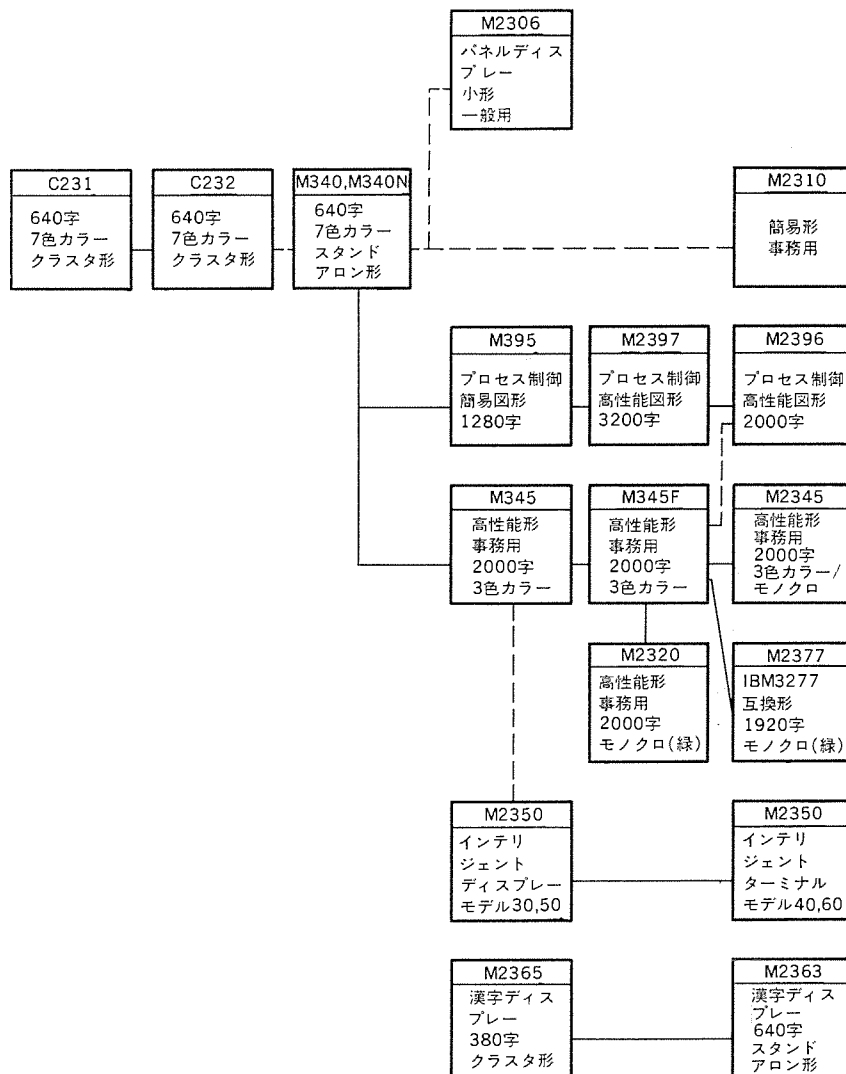 M2306
パネルディス
プレー
小形
一般用
C231
640字
7色カラー
クラスタ形
C232
640字
7色カラー
クラスタ形
M340,M340N
640字
7色カラー
スタンド
アロン形
M2310
簡易形
事務用
M395
プロセス制御
簡易図形
1280字
M2397
プロセス制御
高性能図形
3200字
M2396
プロセス制御
高性能図形
2000字
M345
高性能形
事務用
2000字
3色カラー
M345F
高性能形
事務用
2000字
3色カラー
M2345
高性能形
事務用
2000字
3色カラー/
モノクロ
M2320
高性能形
事務用
2000字
モノクロ(緑)
M2377
IBM3277
互換形
1920字
モノクロ(緑)
M2350
インテリ
ジェント
ディスプレー
モデル30,50
M2350
インテリ
ジェント
ターミナル
モデル40,60
M2365
漢字ディス
プレー
380字
クラスタ形
M2363
漢字ディス
プレー
640字
スタンド
アロン形